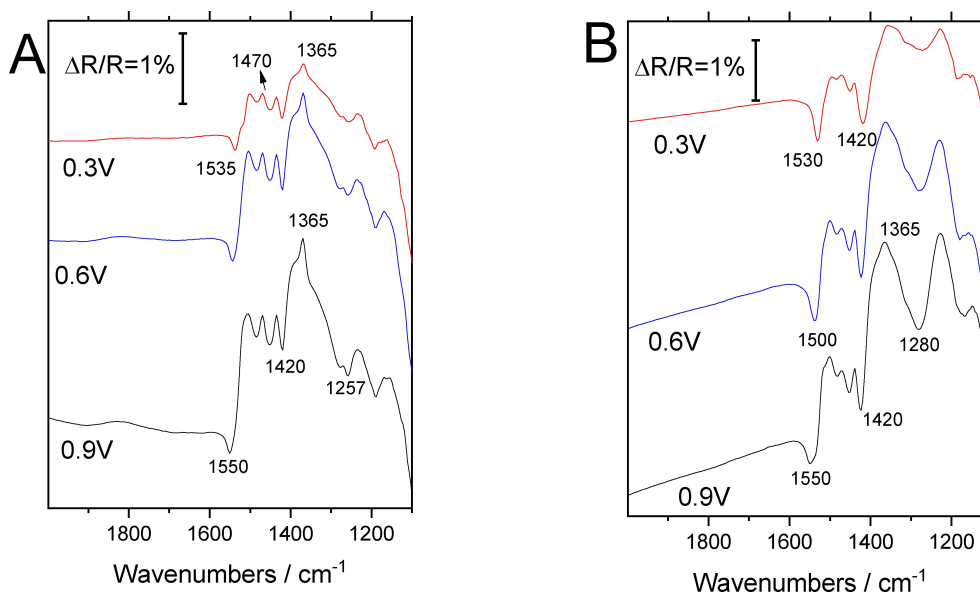 A
ΔR/R=1%
1470
1365
0.3V
1535
0.6V
1365
1420
1257
0.9V
1550
1800 1600 1400 1200
Wavenumbers / cm⁻¹
B
ΔR/R=1%
0.3V
1530
1420
1365
0.6V
1500
1280
1420
0.9V
1550
1800 1600 1400 1200
Wavenumbers / cm⁻¹